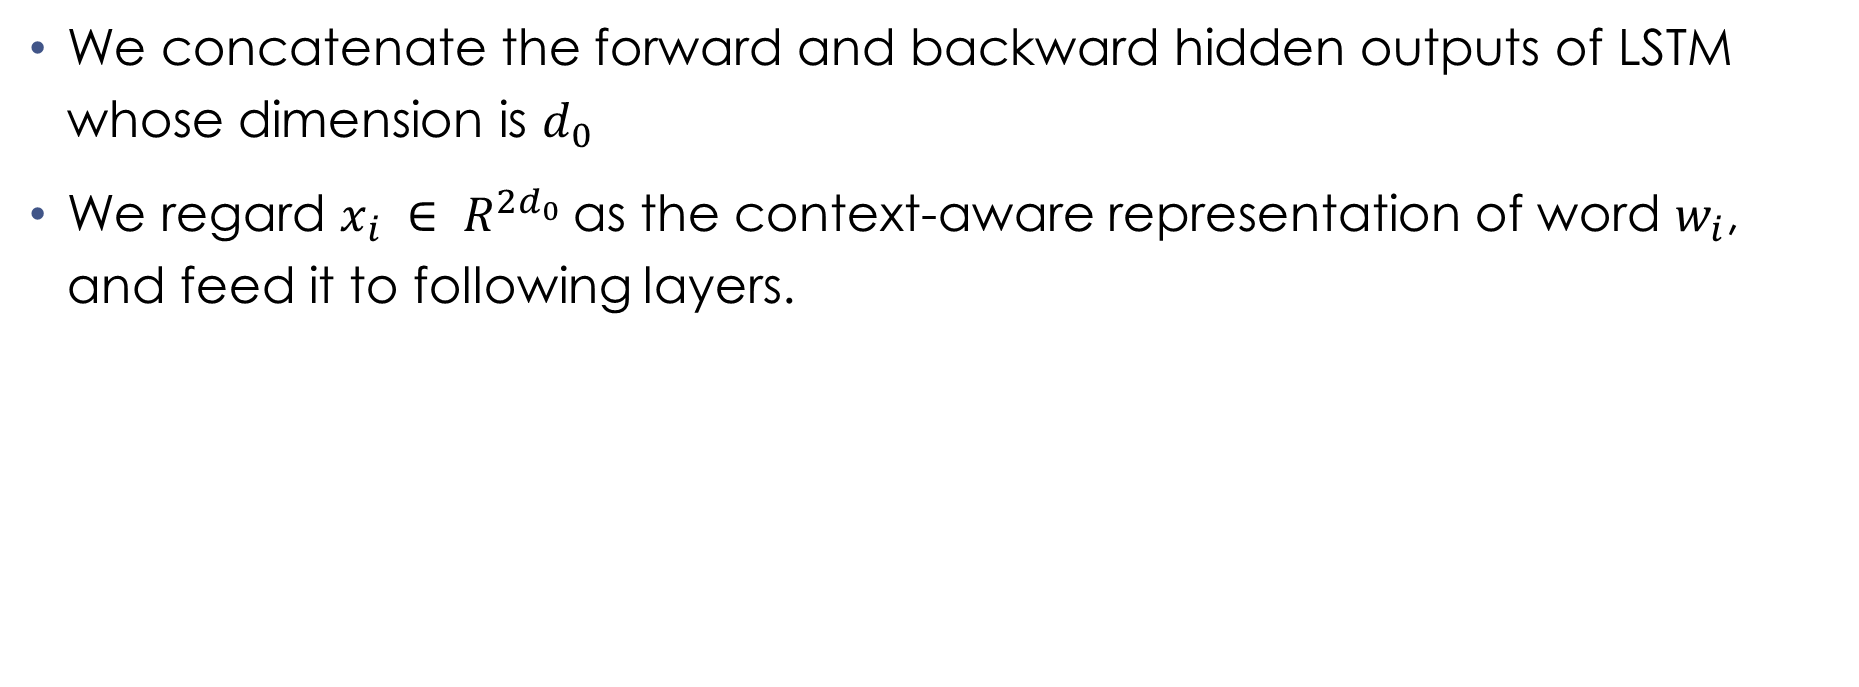 • We concatenate the forward and backward hidden outputs of LSTM
whose dimension is d₀
• We regard xᵢ ∈ R^{2d₀} as the context-aware representation of word wᵢ,
and feed it to following layers.